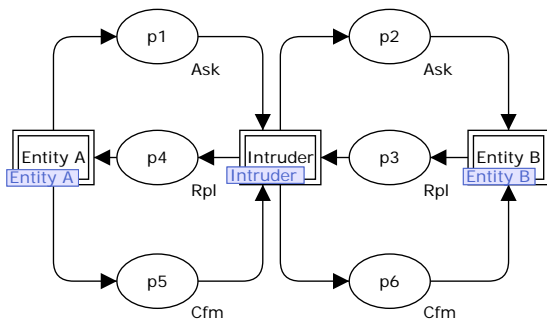 p1
p2
Ask
Ask
Entity A
p4
Intruder
p3
Entity B
Entity A
Intruder
Entity B
Rpl
Rpl
p5
p6
Cfm
Cfm